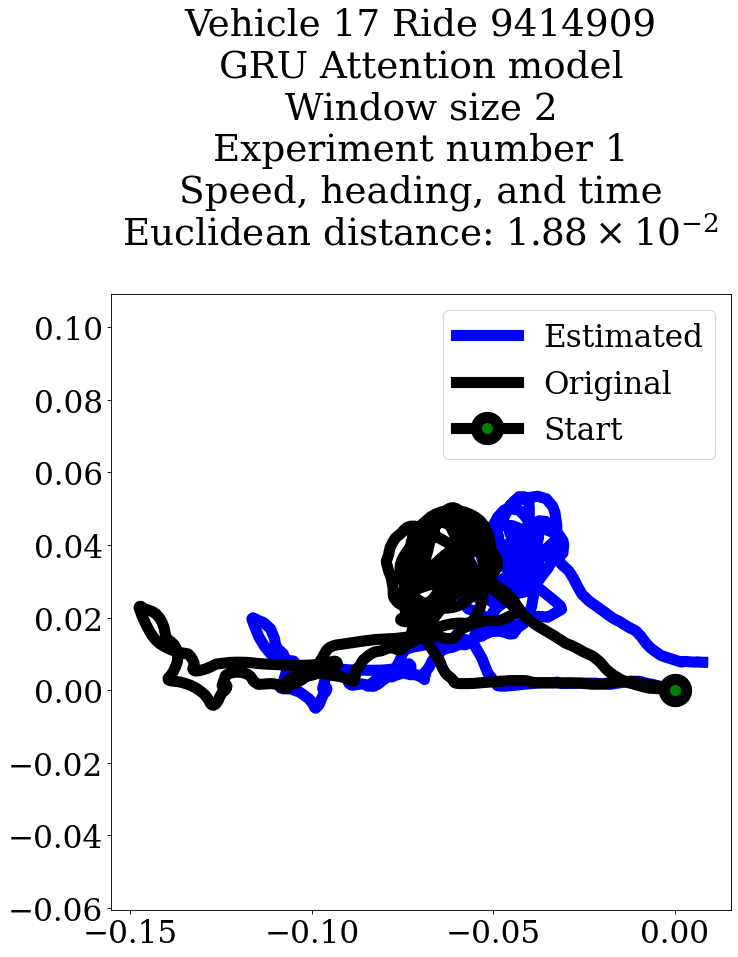 Vehicle 17 Ride 9414909
GRU Attention model
Window size 2
Experiment number 1
Speed, heading, and time
Euclidean distance: 1.88 × 10⁻²
Estimated
Original
Start
0.10
0.08
0.06
0.04
0.02
0.00
−0.02
−0.04
−0.06
−0.15 −0.10 −0.05 0.00